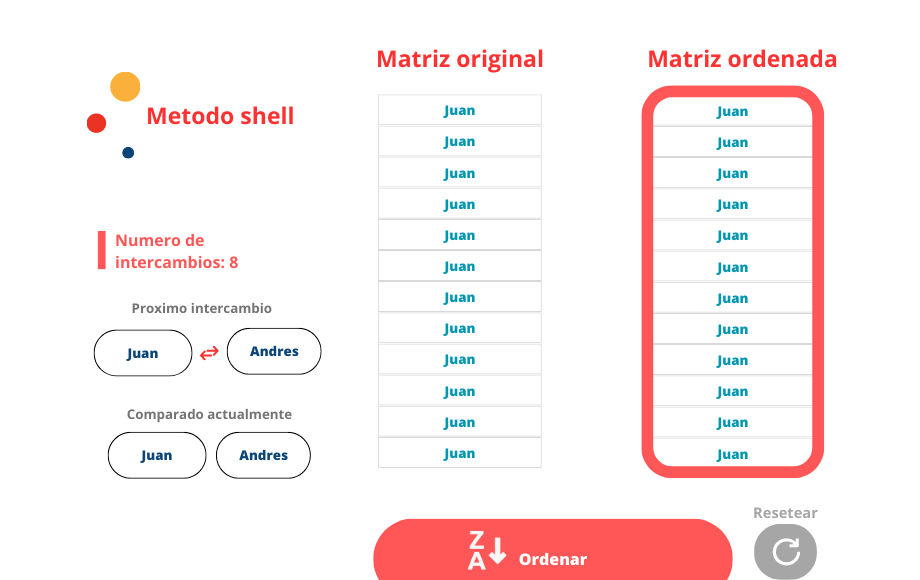 Metodo shell
Numero de
intercambios: 8
Proximo intercambio
Juan
Andres
Comparado actualmente
Juan
Andres
Matriz original
Juan
Juan
Juan
Juan
Juan
Juan
Juan
Juan
Juan
Juan
Juan
Juan
Matriz ordenada
Juan
Juan
Juan
Juan
Juan
Juan
Juan
Juan
Juan
Juan
Juan
Juan
Z
A
Ordenar
Resetear